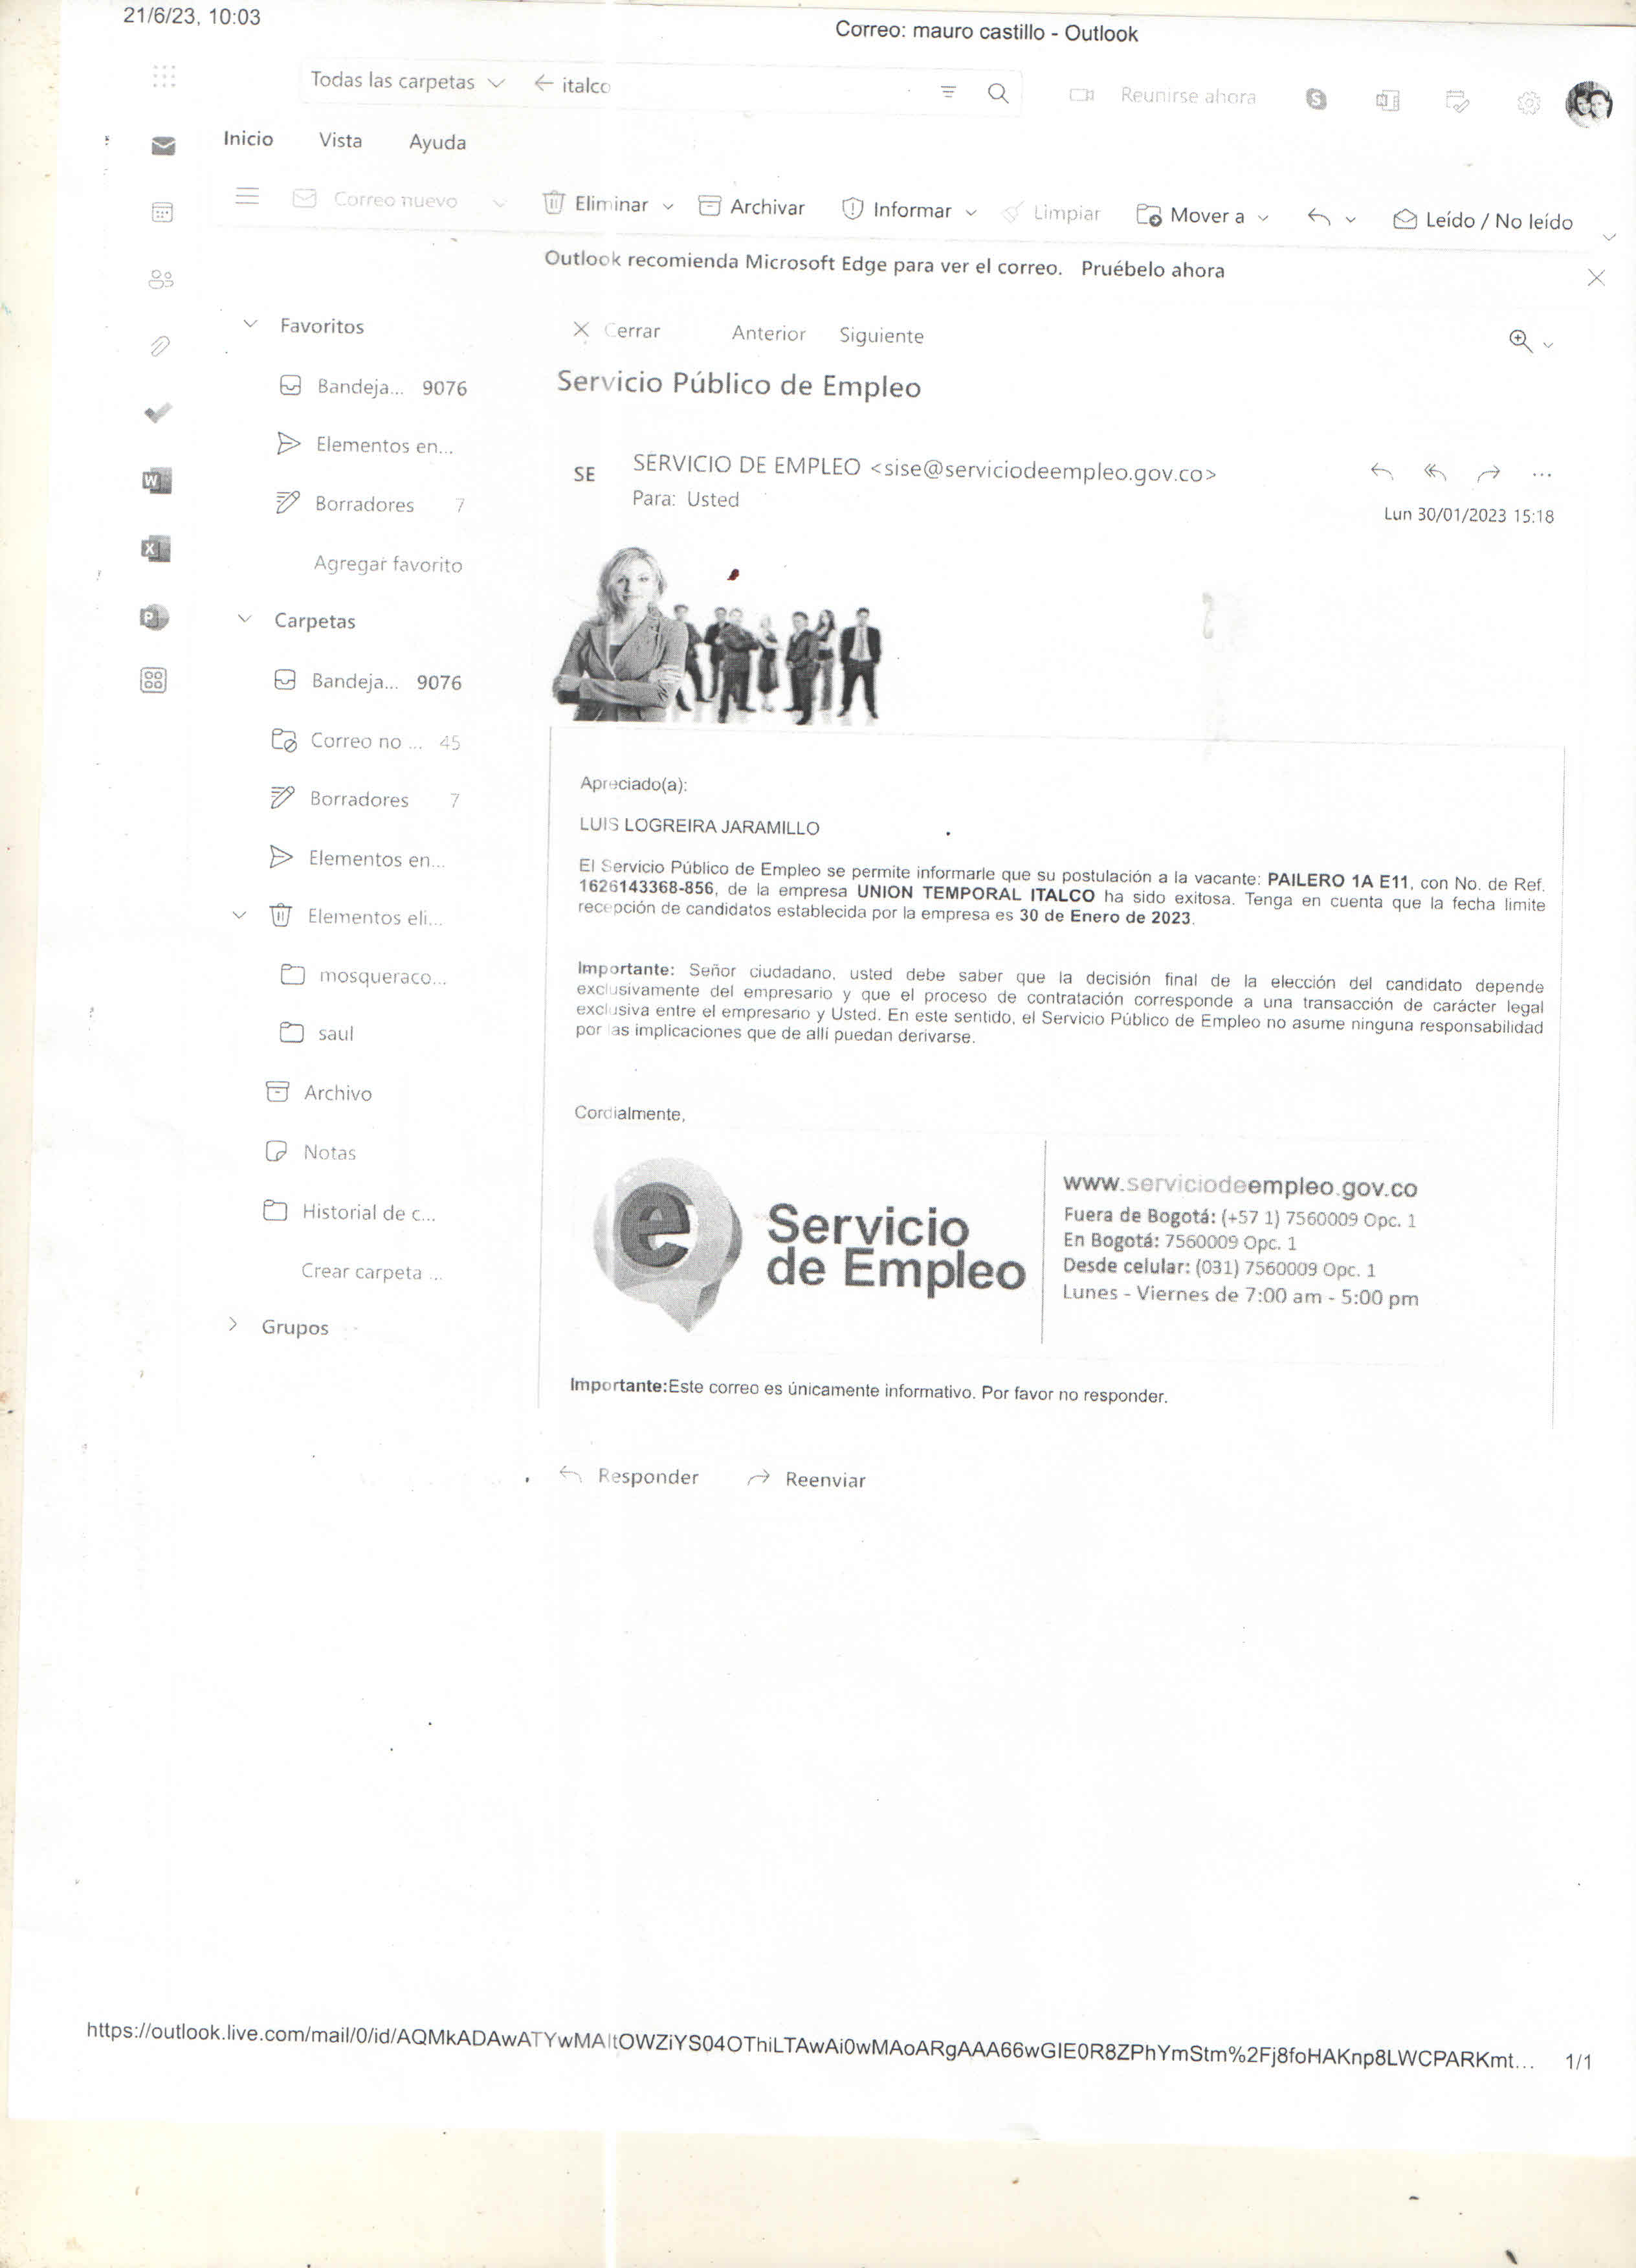 21/6/23, 10:03
Correo: mauro castillo - Outlook
Todas las carpetas
italco
Reunirse ahora
Inicio Vista Ayuda
Correo nuevo Eliminar Archivar Informar Limpiar Mover a Leído / No leído
Outlook recomienda Microsoft Edge para ver el correo. Pruébelo ahora
Favoritos
Bandeja... 9076
Elementos en...
Borradores 7
Agregar favorito
Carpetas
Bandeja... 9076
Correo no ... 45
Borradores 7
Elementos en...
Elementos eli...
mosqueraco...
saul
Archivo
Notas
Historial de c...
Crear carpeta ...
Grupos
Cerrar Anterior Siguiente
Servicio Público de Empleo
SE
SERVICIO DE EMPLEO <sise@serviciodeempleo.gov.co>
Para: Usted
Lun 30/01/2023 15:18
Apreciado(a):
LUIS LOGREIRA JARAMILLO
El Servicio Público de Empleo se permite informarle que su postulación a la vacante: PAILERO 1A E11, con No. de Ref.
1626143368-856, de la empresa UNION TEMPORAL ITALCO ha sido exitosa. Tenga en cuenta que la fecha limite
recepción de candidatos establecida por la empresa es 30 de Enero de 2023.
Importante: Señor ciudadano, usted debe saber que la decisión final de la elección del candidato depende
exclusivamente del empresario y que el proceso de contratación corresponde a una transacción de carácter legal
exclusiva entre el empresario y Usted. En este sentido, el Servicio Público de Empleo no asume ninguna responsabilidad
por las implicaciones que de allí puedan derivarse.
Cordialmente,
e
Servicio
de Empleo
www.serviciodeempleo.gov.co
Fuera de Bogotá: (+57 1) 7560009 Opc. 1
En Bogotá: 7560009 Opc. 1
Desde celular: (031) 7560009 Opc. 1
Lunes - Viernes de 7:00 am - 5:00 pm
Importante:Este correo es únicamente informativo. Por favor no responder.
Responder Reenviar
https://outlook.live.com/mail/0/id/AQMkADAwATYwMAItOWZiYS04OThiLTAwAi0wMAoARgAAA66wGIE0R8ZPhYmStm%2Fj8foHAKnp8LWCPARKmt... 1/1